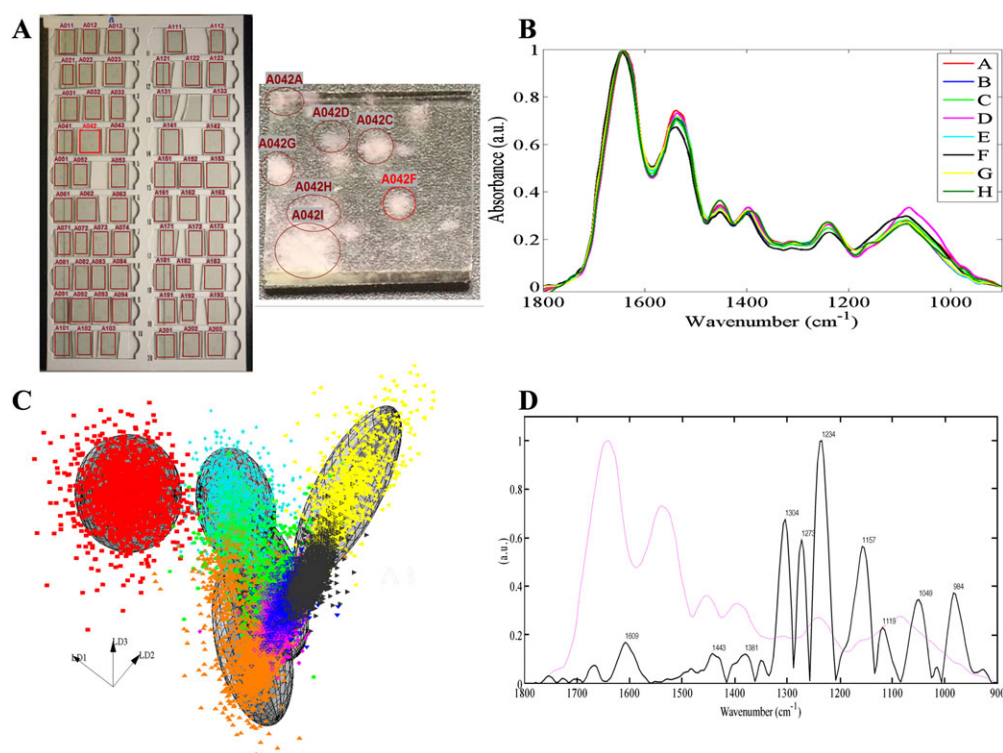 A
A011 A012 A013 A111 A112
A021 A022 A023 A121 A122 A123
A031 A032 A033 A131 A133
A041 A042 A043 A141 A142
A051 A052 A053 A151 A152 A153
A061 A062 A063 A161 A162
A071 A072 A073 A074 A171 A172 A173
A081 A082 A083 A084 A181 A182 A183
A091 A092 A093 A094 A191 A192 A193
A101 A102 A103 A201 A202 A203
A042A
A042D
A042C
A042G
A042H
A042F
A042I
B
Absorbance (a.u.)
1
0.8
0.6
0.4
0.2
0
1800 1600 1400 1200 1000
Wavenumber (cm⁻¹)
A
B
C
D
E
F
G
H
C
LD1
LD3
LD2
D
(a.u.)
1
0.8
0.6
0.4
0.2
0
1609
1443
1381
1304
1273
1234
1157
1119
1049
984
1800 1700 1600 1500 1400 1300 1200 1100 1000 900
Wavenumber (cm⁻¹)